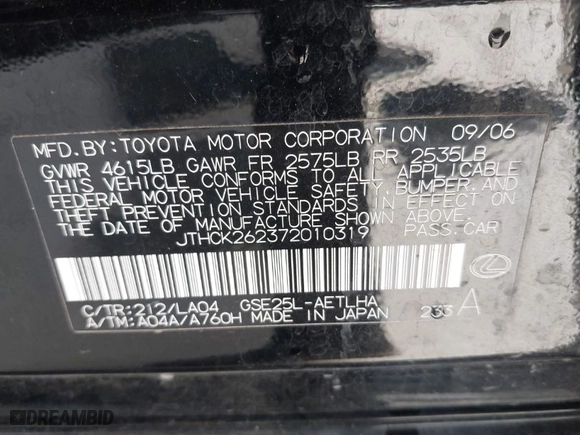 MFD.BY:TOYOTA MOTOR CORPORATION 09/06
GVWR 4615LB GAWR FR 2575LB RR 2535LB
THIS VEHICLE CONFORMS TO ALL APPLICABLE
FEDERAL MOTOR VEHICLE SAFETY, BUMPER, AND
THEFT PREVENTION STANDARDS IN EFFECT ON
THE DATE OF MANUFACTURE SHOWN ABOVE.
JTHCK262372010319 PASS.CAR
C/TR:212/LA04 GSE25L-AETLHA
A/TM:A04A/A760H MADE IN JAPAN 233 A
DREAMBID